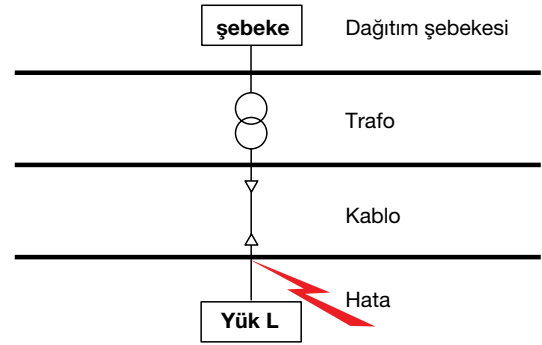 şebeke
Dağıtım şebekesi
Trafo
Kablo
Hata
Yük L